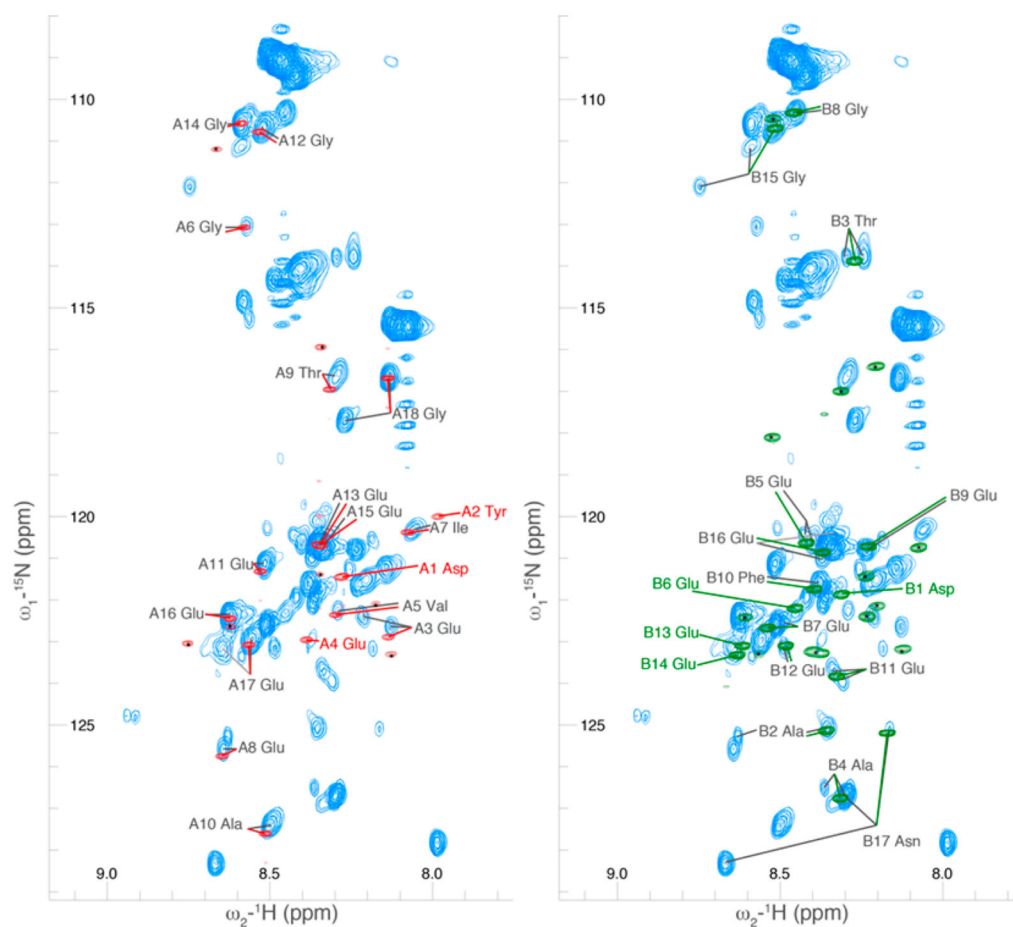 110
A14 Gly
A12 Gly
A6 Gly
115
A9 Thr
A18 Gly
A13 Glu
120
A15 Glu
A2 Tyr
A7 Ile
A11 Glu
A1 Asp
A16 Glu
A5 Val
A3 Glu
A4 Glu
A17 Glu
125
A8 Glu
A10 Ala
9.0
8.5
8.0
ω1-15N (ppm)
ω2-1H (ppm)
110
B8 Gly
B15 Gly
B3 Thr
115
B5 Glu
B9 Glu
120
B16 Glu
B10 Phe
B6 Glu
B1 Asp
B7 Glu
B13 Glu
B14 Glu
B12 Glu
B11 Glu
125
B2 Ala
B4 Ala
B17 Asn
9.0
8.5
8.0
ω1-15N (ppm)
ω2-1H (ppm)